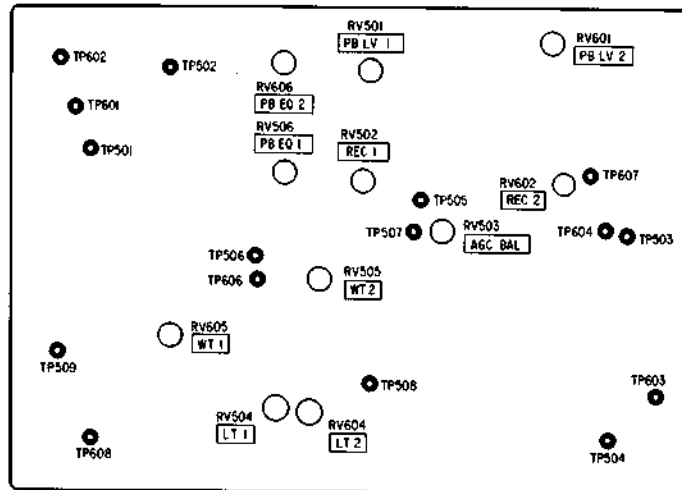 RV501
PB LV 1
RV601
PB LV 2
TP602
TP502
RV606
PB EQ 2
TP601
RV506
PB EQ 1
RV502
REC 1
TP501
TP607
RV602
REC 2
TP505
RV503
AGC BAL
TP507
TP604
TP503
TP506
TP606
RV505
WT 2
RV605
WT 1
TP509
TP508
TP603
RV504
LT 1
RV604
LT 2
TP608
TP504